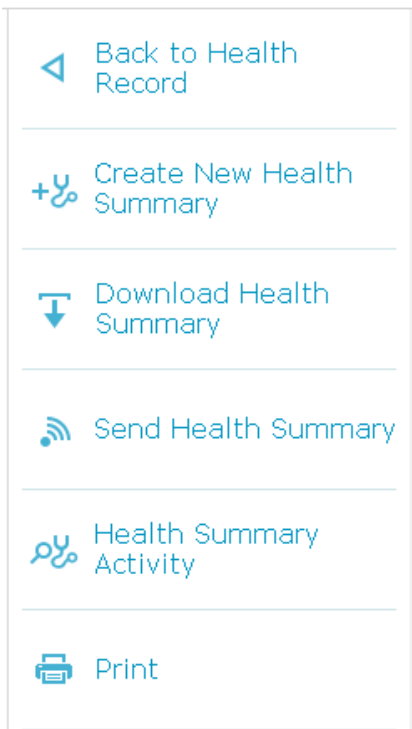 Back to Health
Record
Create New Health
Summary
Download Health
Summary
Send Health Summary
Health Summary
Activity
Print